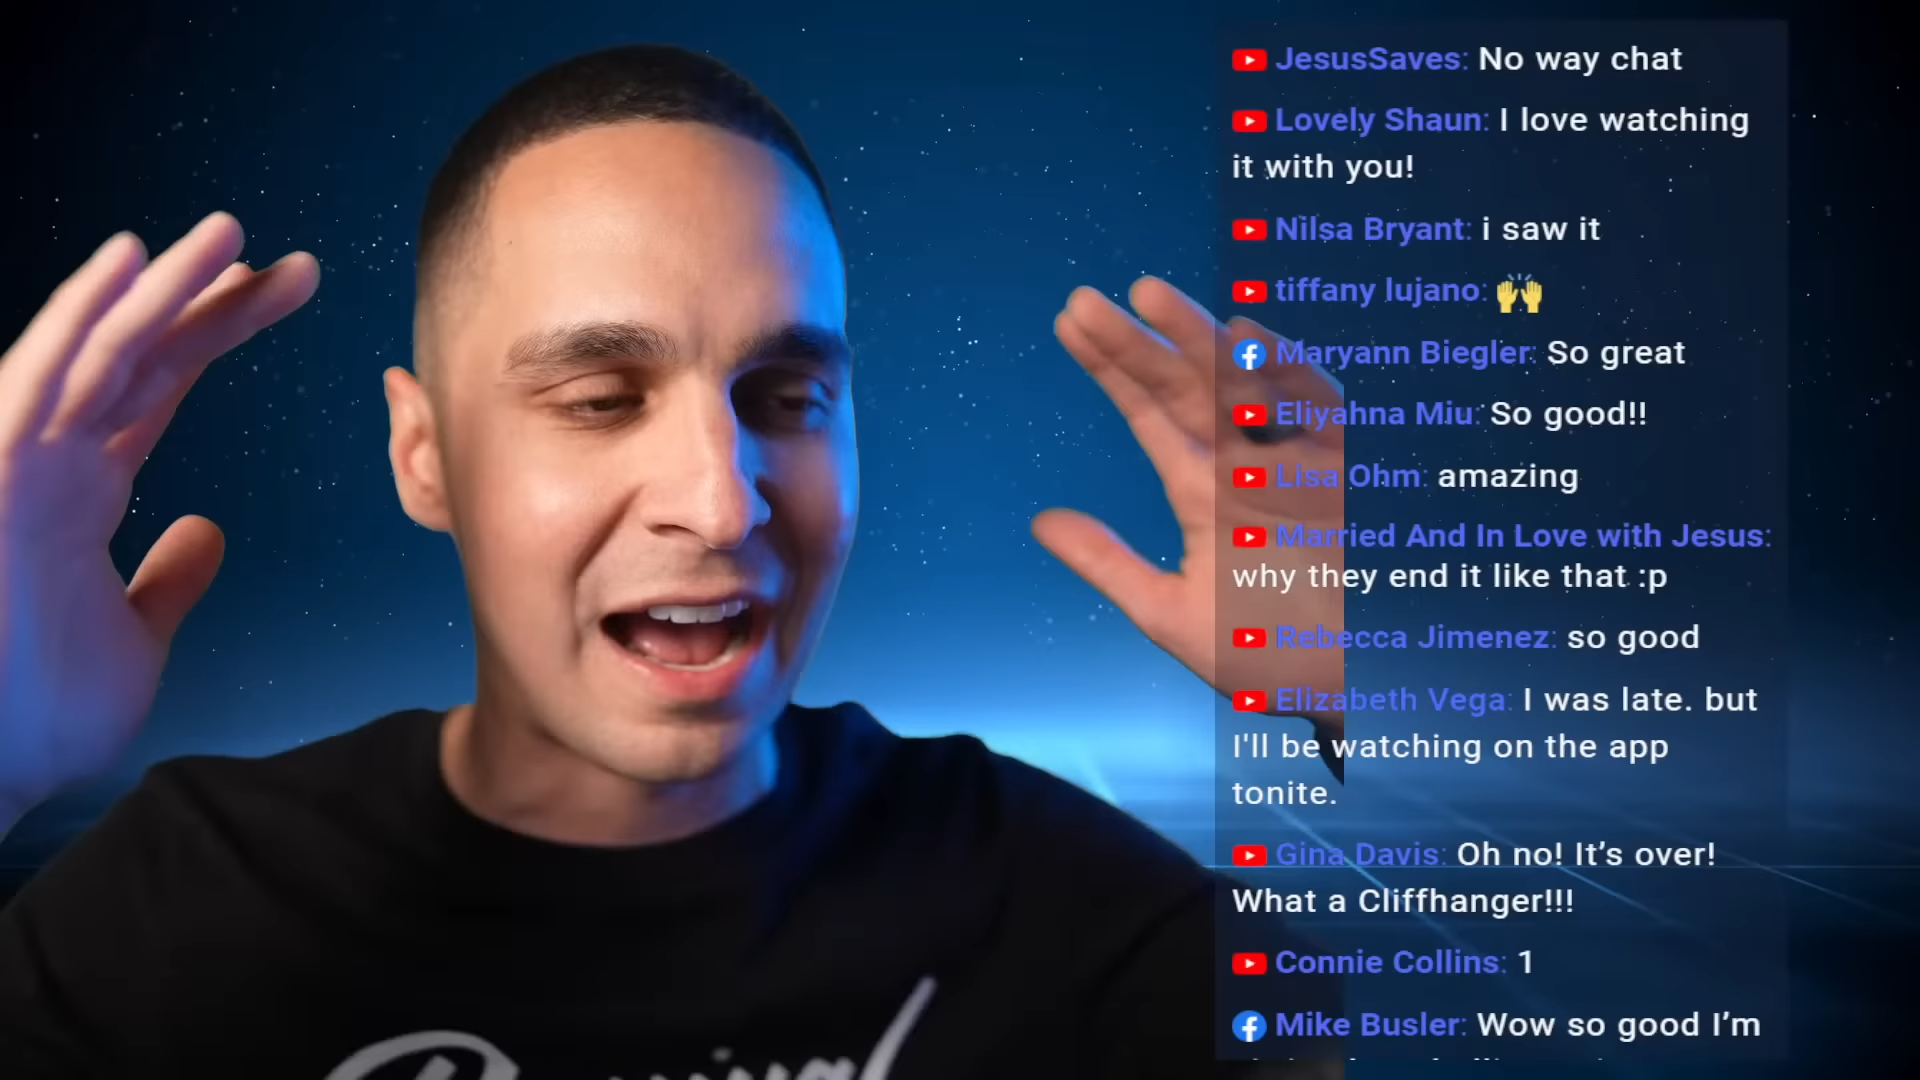 JesusSaves: No way chat
Lovely Shaun: I love watching
it with you!
Nilsa Bryant: i saw it
tiffany lujano: 🙌
Maryann Biegler: So great
Eliyahna Miu: So good!!
Lisa Ohm: amazing
Married And In Love with Jesus:
why they end it like that :p
Rebecca Jimenez: so good
Elizabeth Vega: I was late. but
I'll be watching on the app
tonite.
Gina Davis: Oh no! It’s over!
What a Cliffhanger!!!
Connie Collins: 1
Mike Busler: Wow so good I’m
Revival